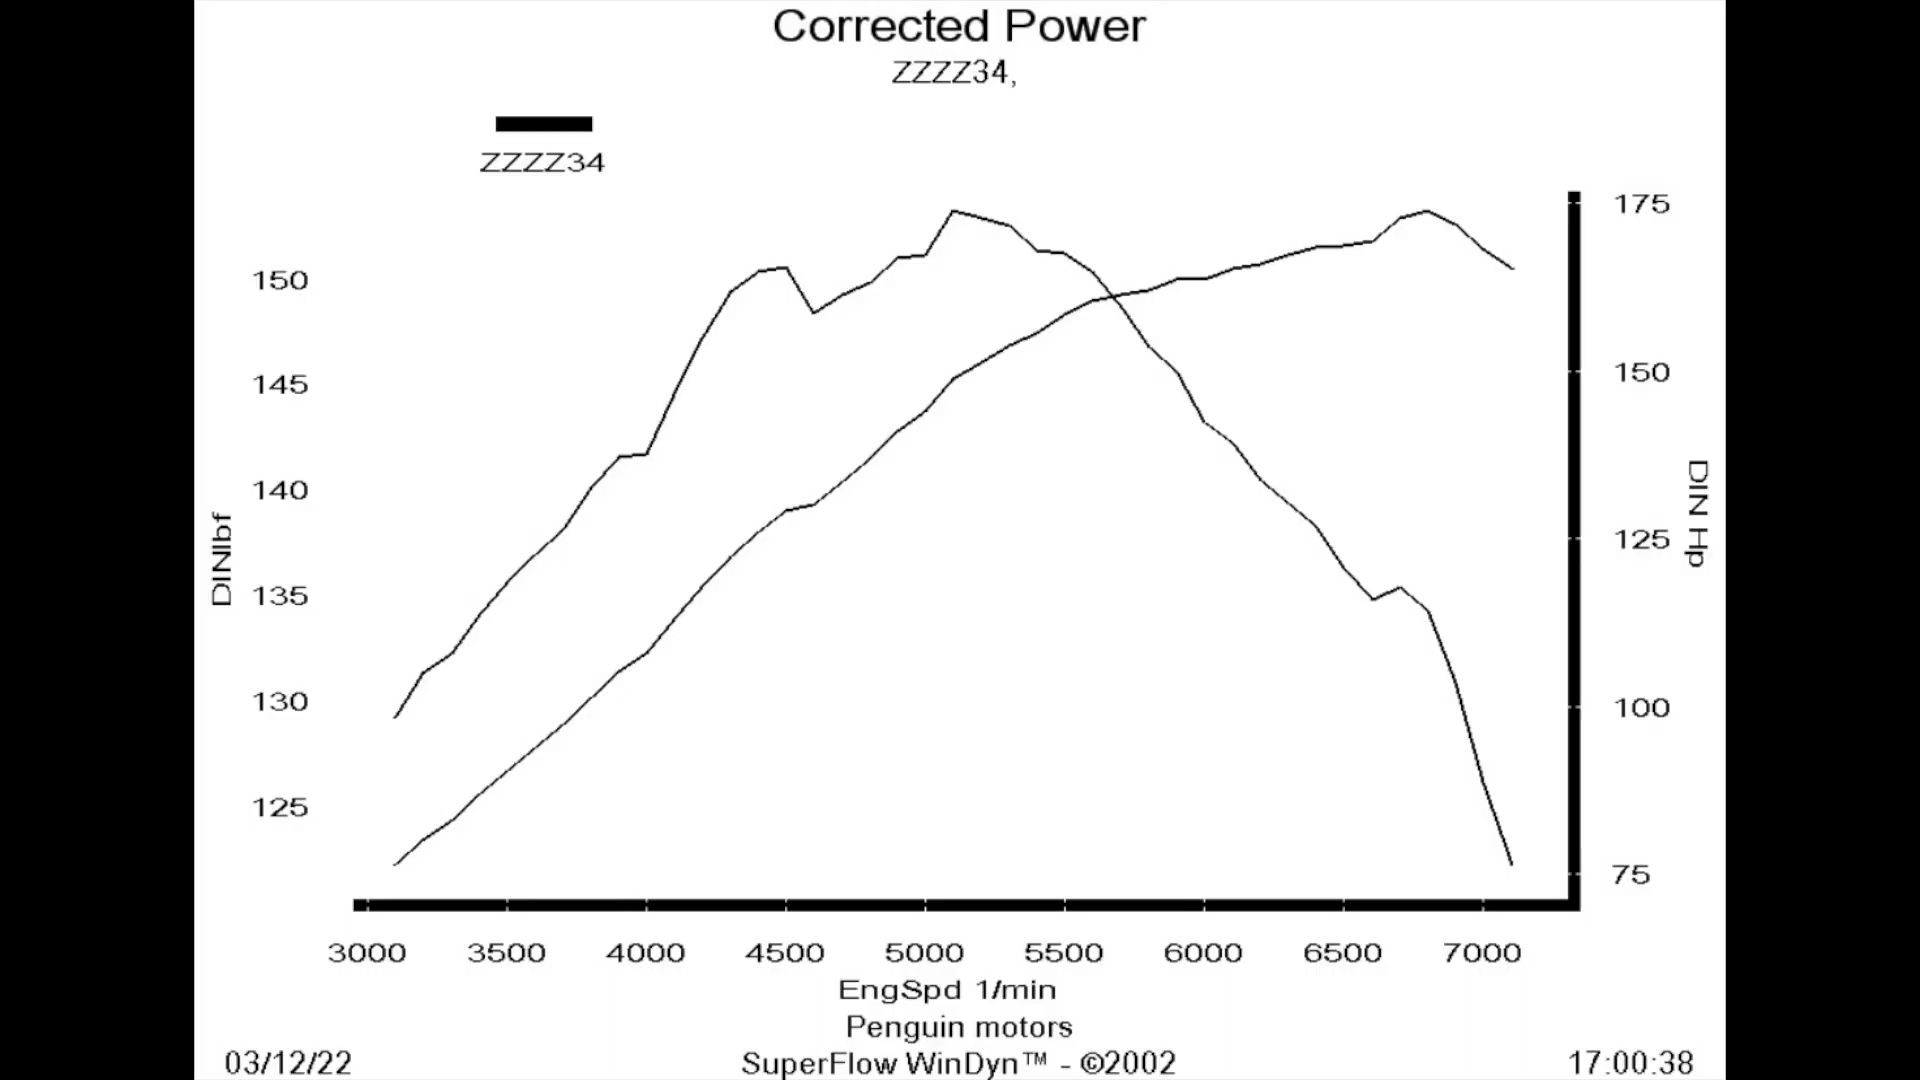 Corrected Power
ZZZZ34,
ZZZZ34
150
145
140
135
130
125
DINlbf
175
150
125
100
75
DIN Hp
3000 3500 4000 4500 5000 5500 6000 6500 7000
EngSpd 1/min
Penguin motors
03/12/22 SuperFlow WinDyn™ - ©2002 17:00:38